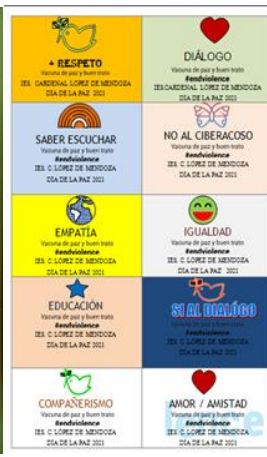 + RESPETO
Vacuna de paz y buen trato
IES. CARDENAL LOPEZ DE MENDOZA
DÍA DE LA PAZ 2021
DIÁLOGO
Vacuna de paz y buen trato
#endviolence
IES CARDENAL LOPEZ DE MENDOZA
DÍA DE LA PAZ 2021
SABER ESCUCHAR
Vacuna de paz y buen trato
#endviolence
IES. C. LÓPEZ DE MENDOZA
DÍA DE LA PAZ 2021
NO AL CIBERACOSO
Vacuna de paz y buen trato
#endviolence
IES. C. LÓPEZ DE MENDOZA
DÍA DE LA PAZ 2021
EMPATÍA
Vacuna de paz y buen trato
#endviolence
IES. C. LÓPEZ DE MENDOZA
DÍA DE LA PAZ 2021
IGUALDAD
Vacuna de paz y buen trato
#endviolence
IES. C. LÓPEZ DE MENDOZA
DÍA DE LA PAZ 2021
EDUCACIÓN
Vacuna de paz y buen trato
#endviolence
IES. C. LÓPEZ DE MENDOZA
DÍA DE LA PAZ 2021
SI AL DIALÓGO
Vacuna de paz y buen trato
#endviolence
IES. C. LÓPEZ DE MENDOZA
DÍA DE LA PAZ 2021
COMPAÑERISMO
Vacuna de paz y buen trato
#endviolence
IES. C. LÓPEZ DE MENDOZA
DÍA DE LA PAZ 2021
AMOR / AMISTAD
Vacuna de paz y buen trato
#endviolence
IES. C. LÓPEZ DE MENDOZA
DÍA DE LA PAZ 2021